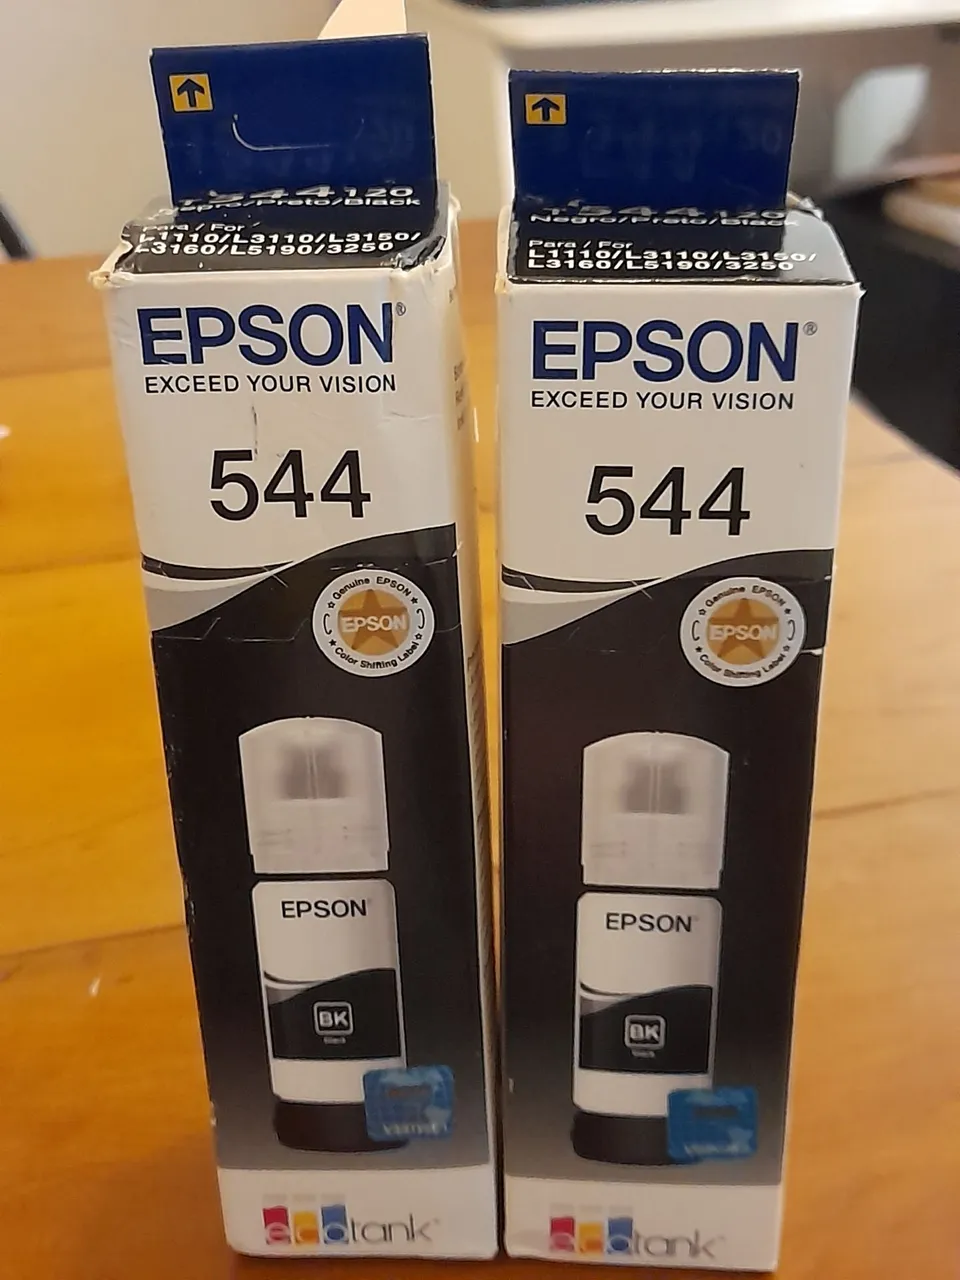 T544120
Negro/Preto/Black
Para / For
L1110/L3110/L3150/
L3160/L5190/3250
EPSON®
EXCEED YOUR VISION
544
Genuine EPSON
EPSON
Color Shifting Label
EPSON
BK
Black
ecotank
T544120
Negro/Preto/Black
Para / For
L1110/L3110/L3150/
L3160/L5190/3250
EPSON®
EXCEED YOUR VISION
544
Genuine EPSON
EPSON
Color Shifting Label
EPSON
BK
Black
ecotank